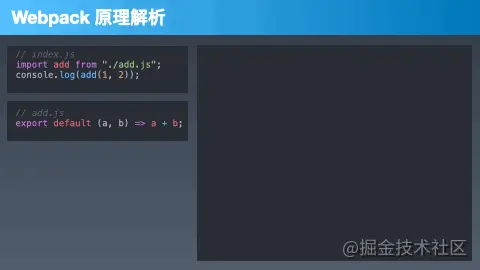 Webpack 原理解析
// index.js
import add from "./add.js";
console.log(add(1, 2));
// add.js
export default (a, b) => a + b;
@掘金技术社区